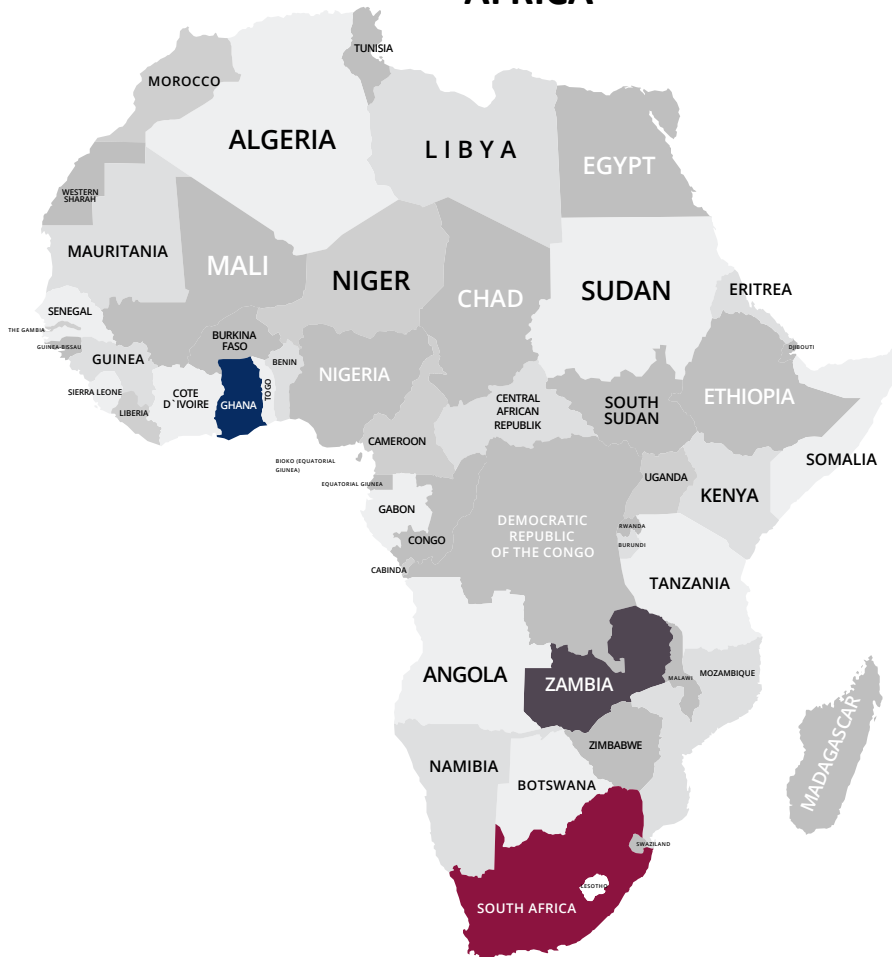 AFRICA
TUNISIA
MOROCCO
ALGERIA
LIBYA
EGYPT
WESTERN
SHARAH
MAURITANIA
MALI
NIGER
CHAD
SUDAN
ERITREA
SENEGAL
THE GAMBIA
GUINEA-BISSAU
GUINEA
BURKINA
FASO
BENIN
DJIBOUTI
SIERRA LEONE
LIBERIA
COTE
D`IVOIRE
GHANA
TOGO
NIGERIA
CENTRAL
AFRICAN
REPUBLIK
SOUTH
SUDAN
ETHIOPIA
CAMEROON
SOMALIA
BIOKO (EQUATORIAL
GIUNEA)
EQUATORIAL GIUNEA
UGANDA
KENYA
GABON
CONGO
DEMOCRATIC
REPUBLIC
OF THE CONGO
RWANDA
BURUNDI
CABINDA
TANZANIA
ANGOLA
ZAMBIA
MALAWI
MOZAMBIQUE
MADAGASCAR
NAMIBIA
ZIMBABWE
BOTSWANA
SWAZILAND
LESOTHO
SOUTH AFRICA